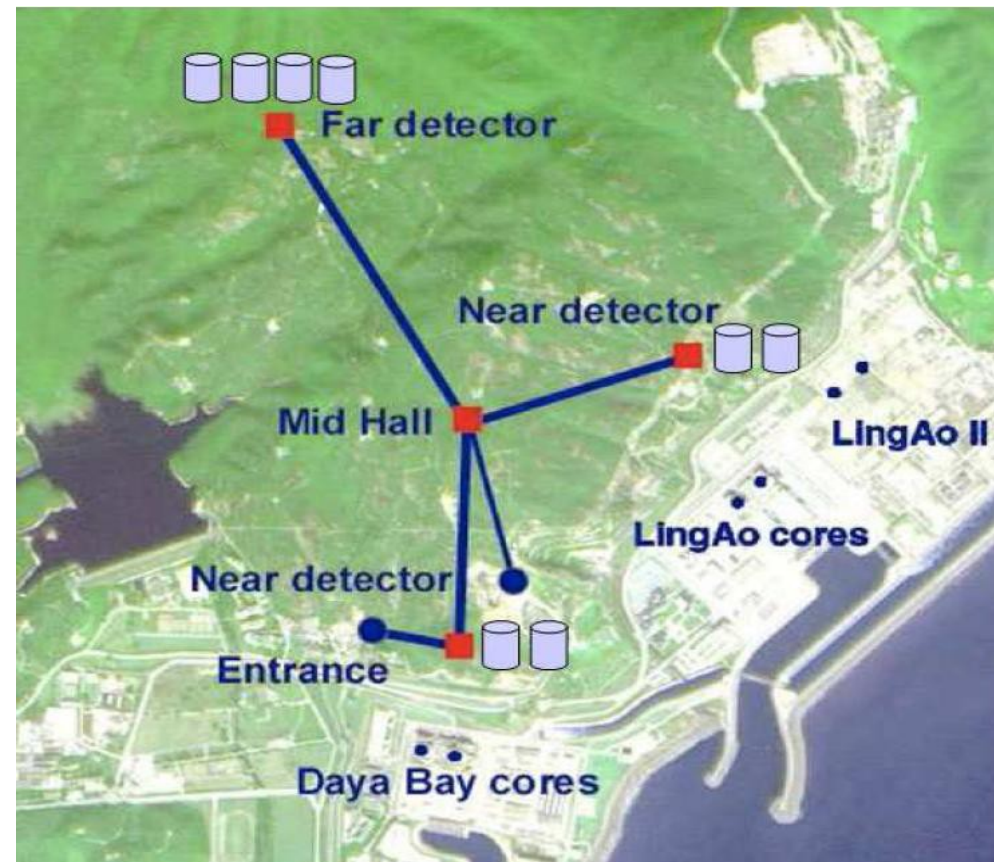 Far detector
Near detector
Mid Hall
LingAo II
LingAo cores
Near detector
Entrance
Daya Bay cores